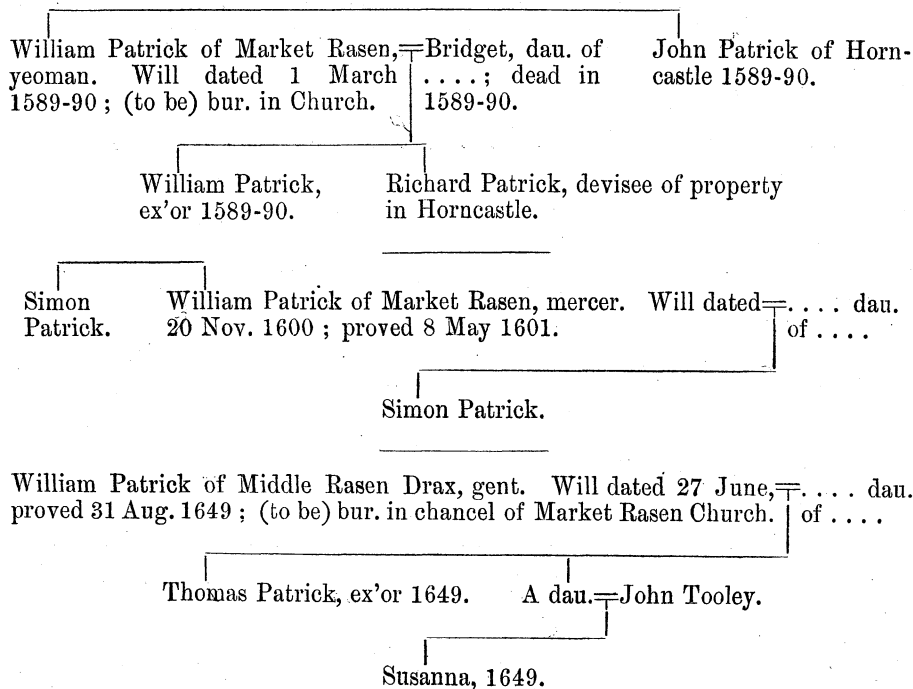 William Patrick of Market Rasen,
yeoman. Will dated 1 March
1589-90 ; (to be) bur. in Church.
Bridget, dau. of
. . . . ; dead in
1589-90.
John Patrick of Horn-
castle 1589-90.
William Patrick,
ex'or 1589-90.
Richard Patrick, devisee of property
in Horncastle.
Simon
Patrick.
William Patrick of Market Rasen, mercer. Will dated
20 Nov. 1600 ; proved 8 May 1601.
. . . . dau.
of . . . .
Simon Patrick.
William Patrick of Middle Rasen Drax, gent. Will dated 27 June,
proved 31 Aug. 1649 ; (to be) bur. in chancel of Market Rasen Church.
. . . . dau.
of . . . .
Thomas Patrick, ex'or 1649.
A dau.
John Tooley.
Susanna, 1649.